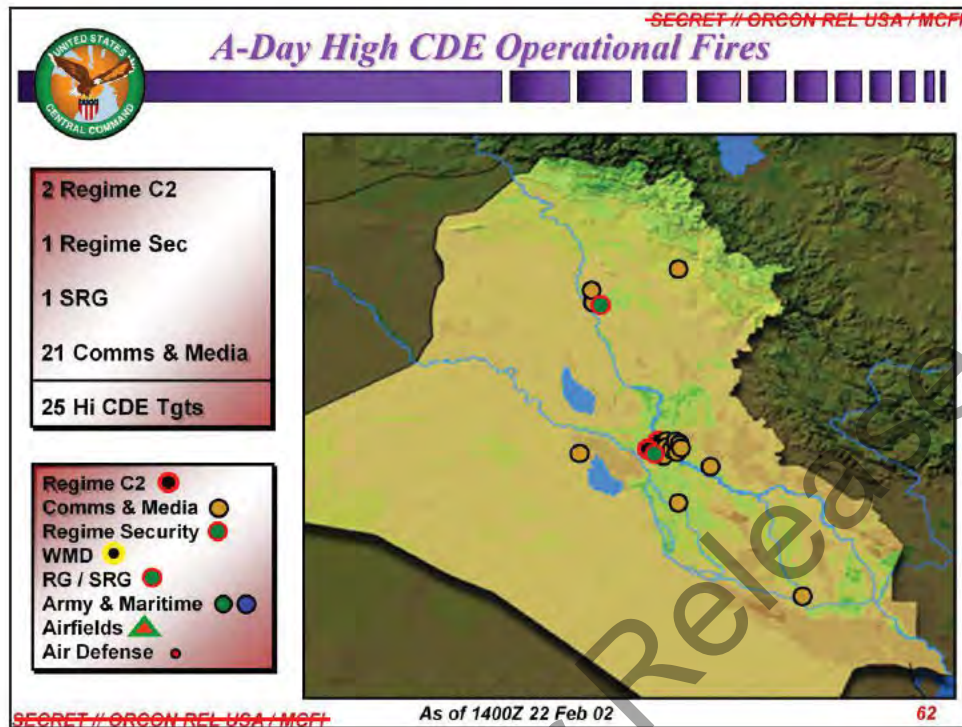 SECRET // ORCON REL USA / MCFI
A-Day High CDE Operational Fires
UNITED STATES
CENTRAL COMMAND
2 Regime C2
1 Regime Sec
1 SRG
21 Comms & Media
25 Hi CDE Tgts
Regime C2
Comms & Media
Regime Security
WMD
RG / SRG
Army & Maritime
Airfields
Air Defense
Release
SECRET // ORCON REL USA / MCFI
As of 1400Z 22 Feb 02
62